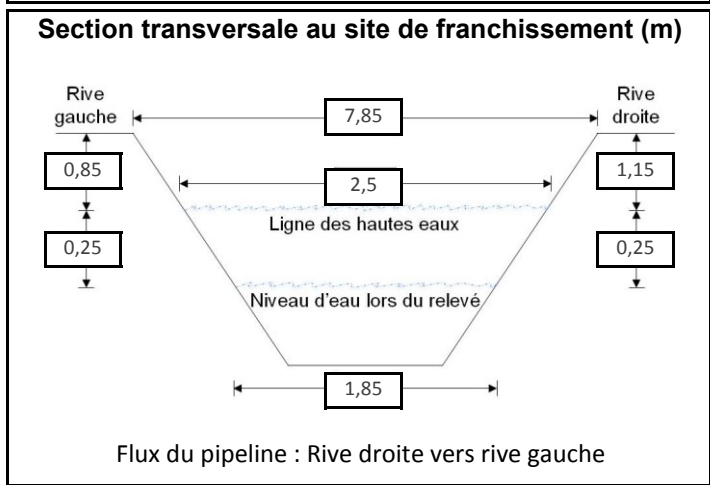 Section transversale au site de franchissement (m)
Rive
gauche
7,85
Rive
droite
0,85
2,5
1,15
Ligne des hautes eaux
0,25
0,25
Niveau d'eau lors du relevé
1,85
Flux du pipeline : Rive droite vers rive gauche